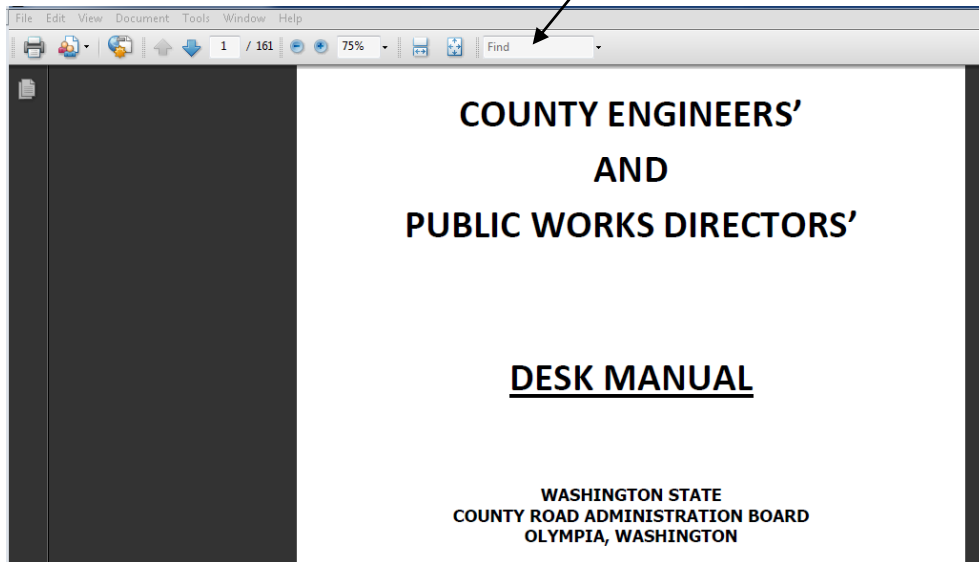 File Edit View Document Tools Window Help
1 / 161 75% Find
COUNTY ENGINEERS’
AND
PUBLIC WORKS DIRECTORS’
DESK MANUAL
WASHINGTON STATE
COUNTY ROAD ADMINISTRATION BOARD
OLYMPIA, WASHINGTON